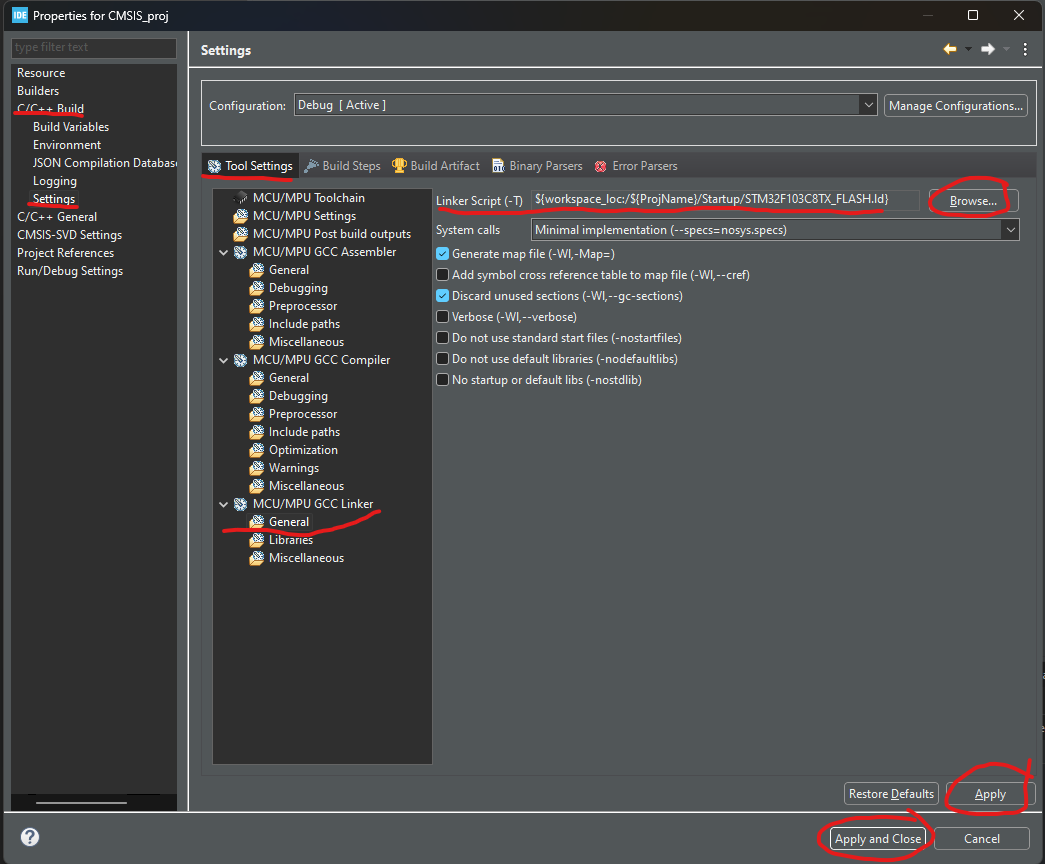 IDE Properties for CMSIS_proj
type filter text
Resource
Builders
C/C++ Build
Build Variables
Environment
JSON Compilation Databas
Logging
Settings
C/C++ General
CMSIS-SVD Settings
Project References
Run/Debug Settings
Settings
Configuration: Debug [ Active ] Manage Configurations...
Tool Settings Build Steps Build Artifact Binary Parsers Error Parsers
MCU/MPU Toolchain
MCU/MPU Settings
MCU/MPU Post build outputs
MCU/MPU GCC Assembler
General
Debugging
Preprocessor
Include paths
Miscellaneous
MCU/MPU GCC Compiler
General
Debugging
Preprocessor
Include paths
Optimization
Warnings
Miscellaneous
MCU/MPU GCC Linker
General
Libraries
Miscellaneous
Linker Script (-T) ${workspace_loc:/${ProjName}/Startup/STM32F103C8TX_FLASH.ld} Browse...
System calls Minimal implementation (--specs=nosys.specs)
Generate map file (-Wl,-Map=)
Add symbol cross reference table to map file (-Wl,--cref)
Discard unused sections (-Wl,--gc-sections)
Verbose (-Wl,--verbose)
Do not use standard start files (-nostartfiles)
Do not use default libraries (-nodefaultlibs)
No startup or default libs (-nostdlib)
Restore Defaults Apply
? Apply and Close Cancel